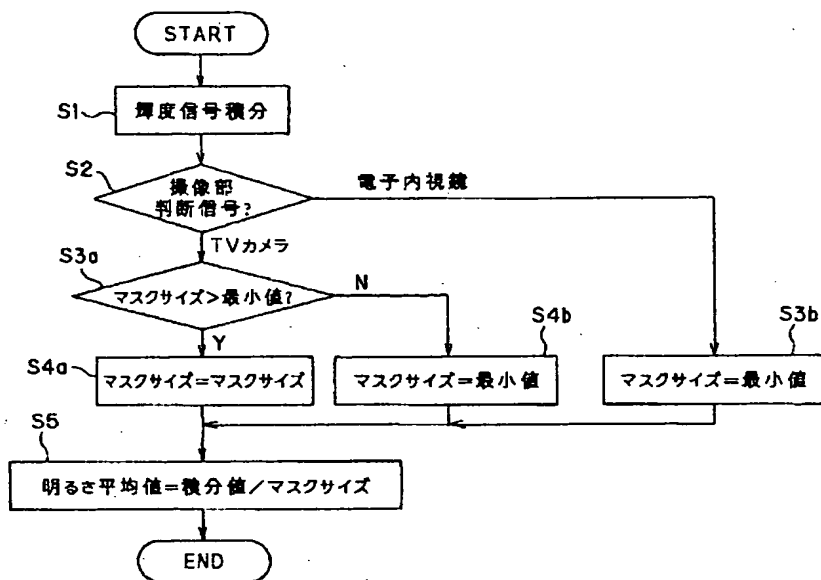 START
S1
輝度信号積分
S2
撮像部
判断信号?
電子内視鏡
TVカメラ
S3a
マスクサイズ>最小値?
N
Y
S4b
S3b
S4a
マスクサイズ=マスクサイズ
マスクサイズ=最小値
マスクサイズ=最小値
S5
明るさ平均値=積分値/マスクサイズ
END